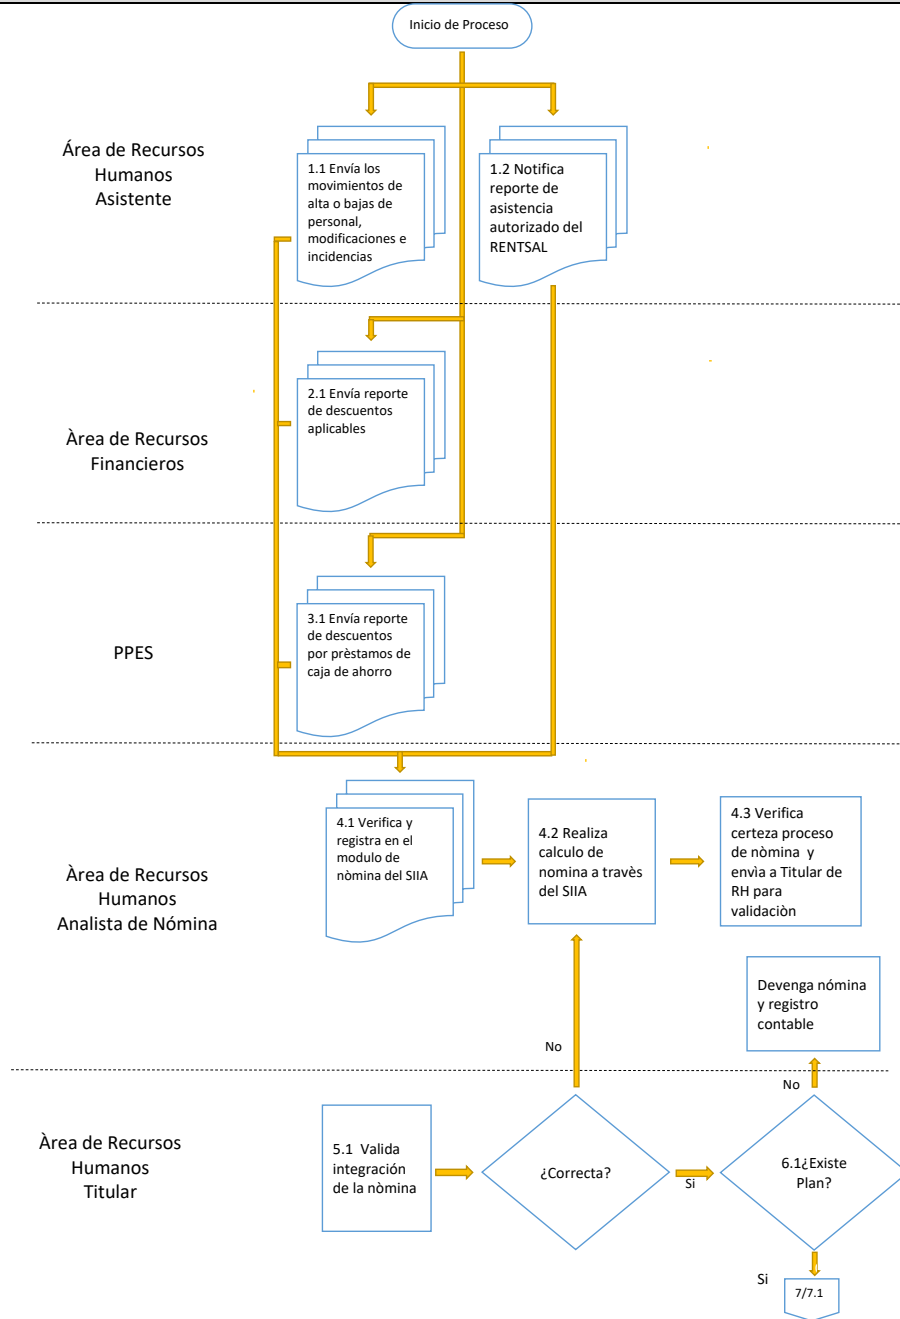 Inicio de Proceso
Área de Recursos
Humanos
Asistente
1.1 Envía los
movimientos de
alta o bajas de
personal,
modificaciones e
incidencias
1.2 Notifica
reporte de
asistencia
autorizado del
RENTSAL
Àrea de Recursos
Financieros
2.1 Envía reporte
de descuentos
aplicables
PPES
3.1 Envía reporte
de descuentos
por prèstamos de
caja de ahorro
Àrea de Recursos
Humanos
Analista de Nómina
4.1 Verifica y
registra en el
modulo de
nòmina del SIIA
4.2 Realiza
calculo de
nomina a travès
del SIIA
4.3 Verifica
certeza proceso
de nòmina y
envìa a Titular de
RH para
validaciòn
Devenga nómina
y registro
contable
No
No
Àrea de Recursos
Humanos
Titular
5.1 Valida
integración
de la nòmina
¿Correcta?
Si
6.1¿Existe
Plan?
Si
7/7.1